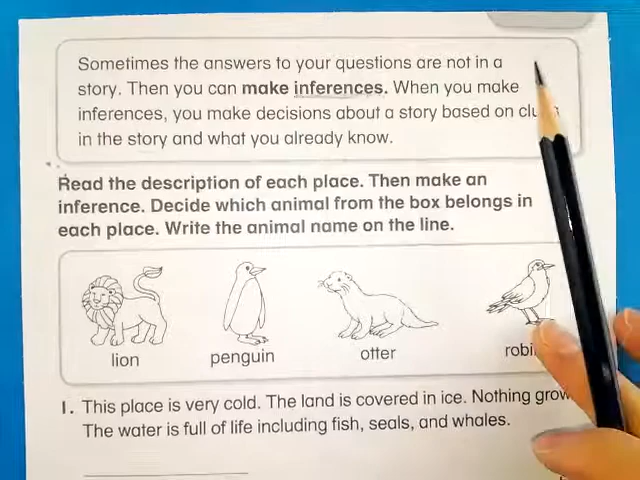 Sometimes the answers to your questions are not in a
story. Then you can make inferences. When you make
inferences, you make decisions about a story based on
in the story and what you already know.
Read the description of each place. Then make an
inference. Decide which animal from the box belongs in
each place. Write the animal name on the line.
lion penguin otter
1. This place is very cold. The land is covered in ice. Nothing
The water is full of life including fish, seals, and whales.